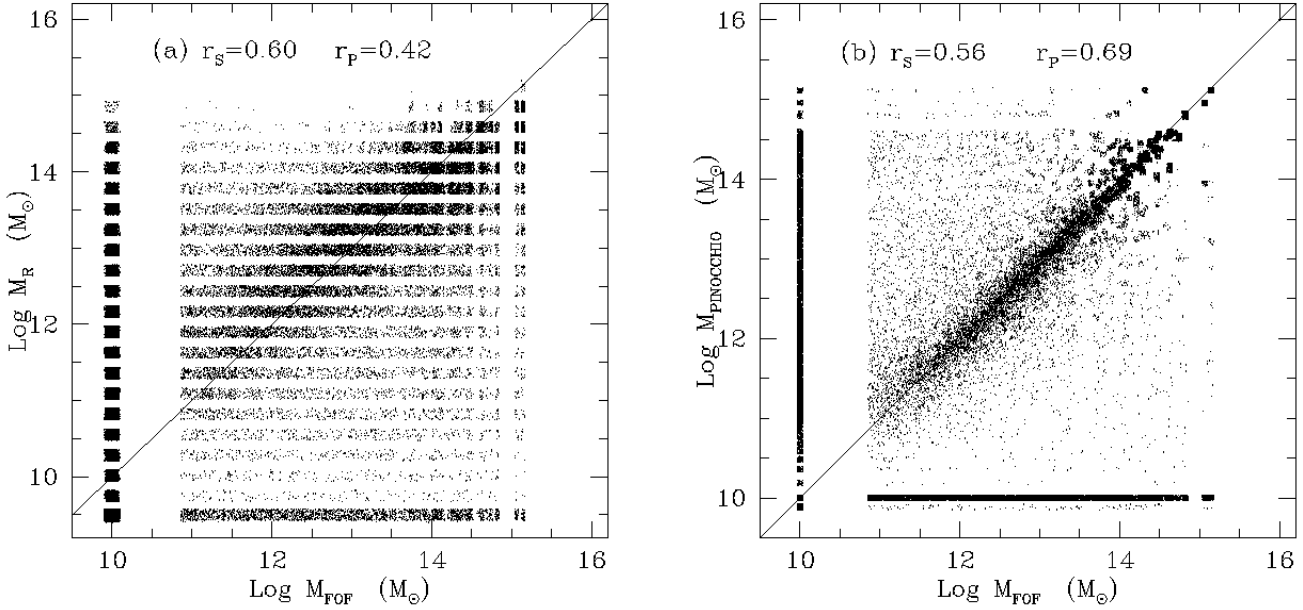 (a) r_S=0.60 r_P=0.42
16
14
12
10
Log M_R (M_⊙)
10 12 14 16
Log M_FOF (M_⊙)
(b) r_S=0.56 r_P=0.69
16
14
12
10
Log M_PINOCCHIO (M_⊙)
10 12 14 16
Log M_FOF (M_⊙)